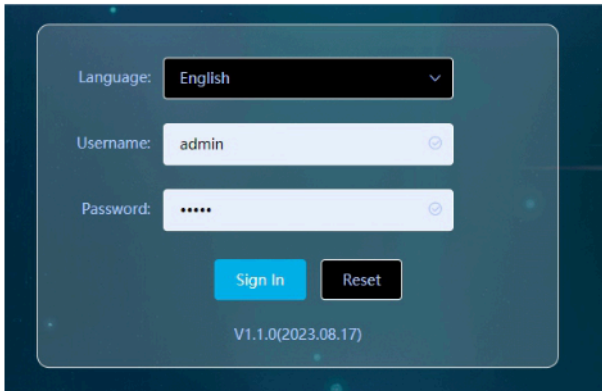 Language: English
Username: admin
Password: •••••
Sign In Reset
V1.1.0(2023.08.17)